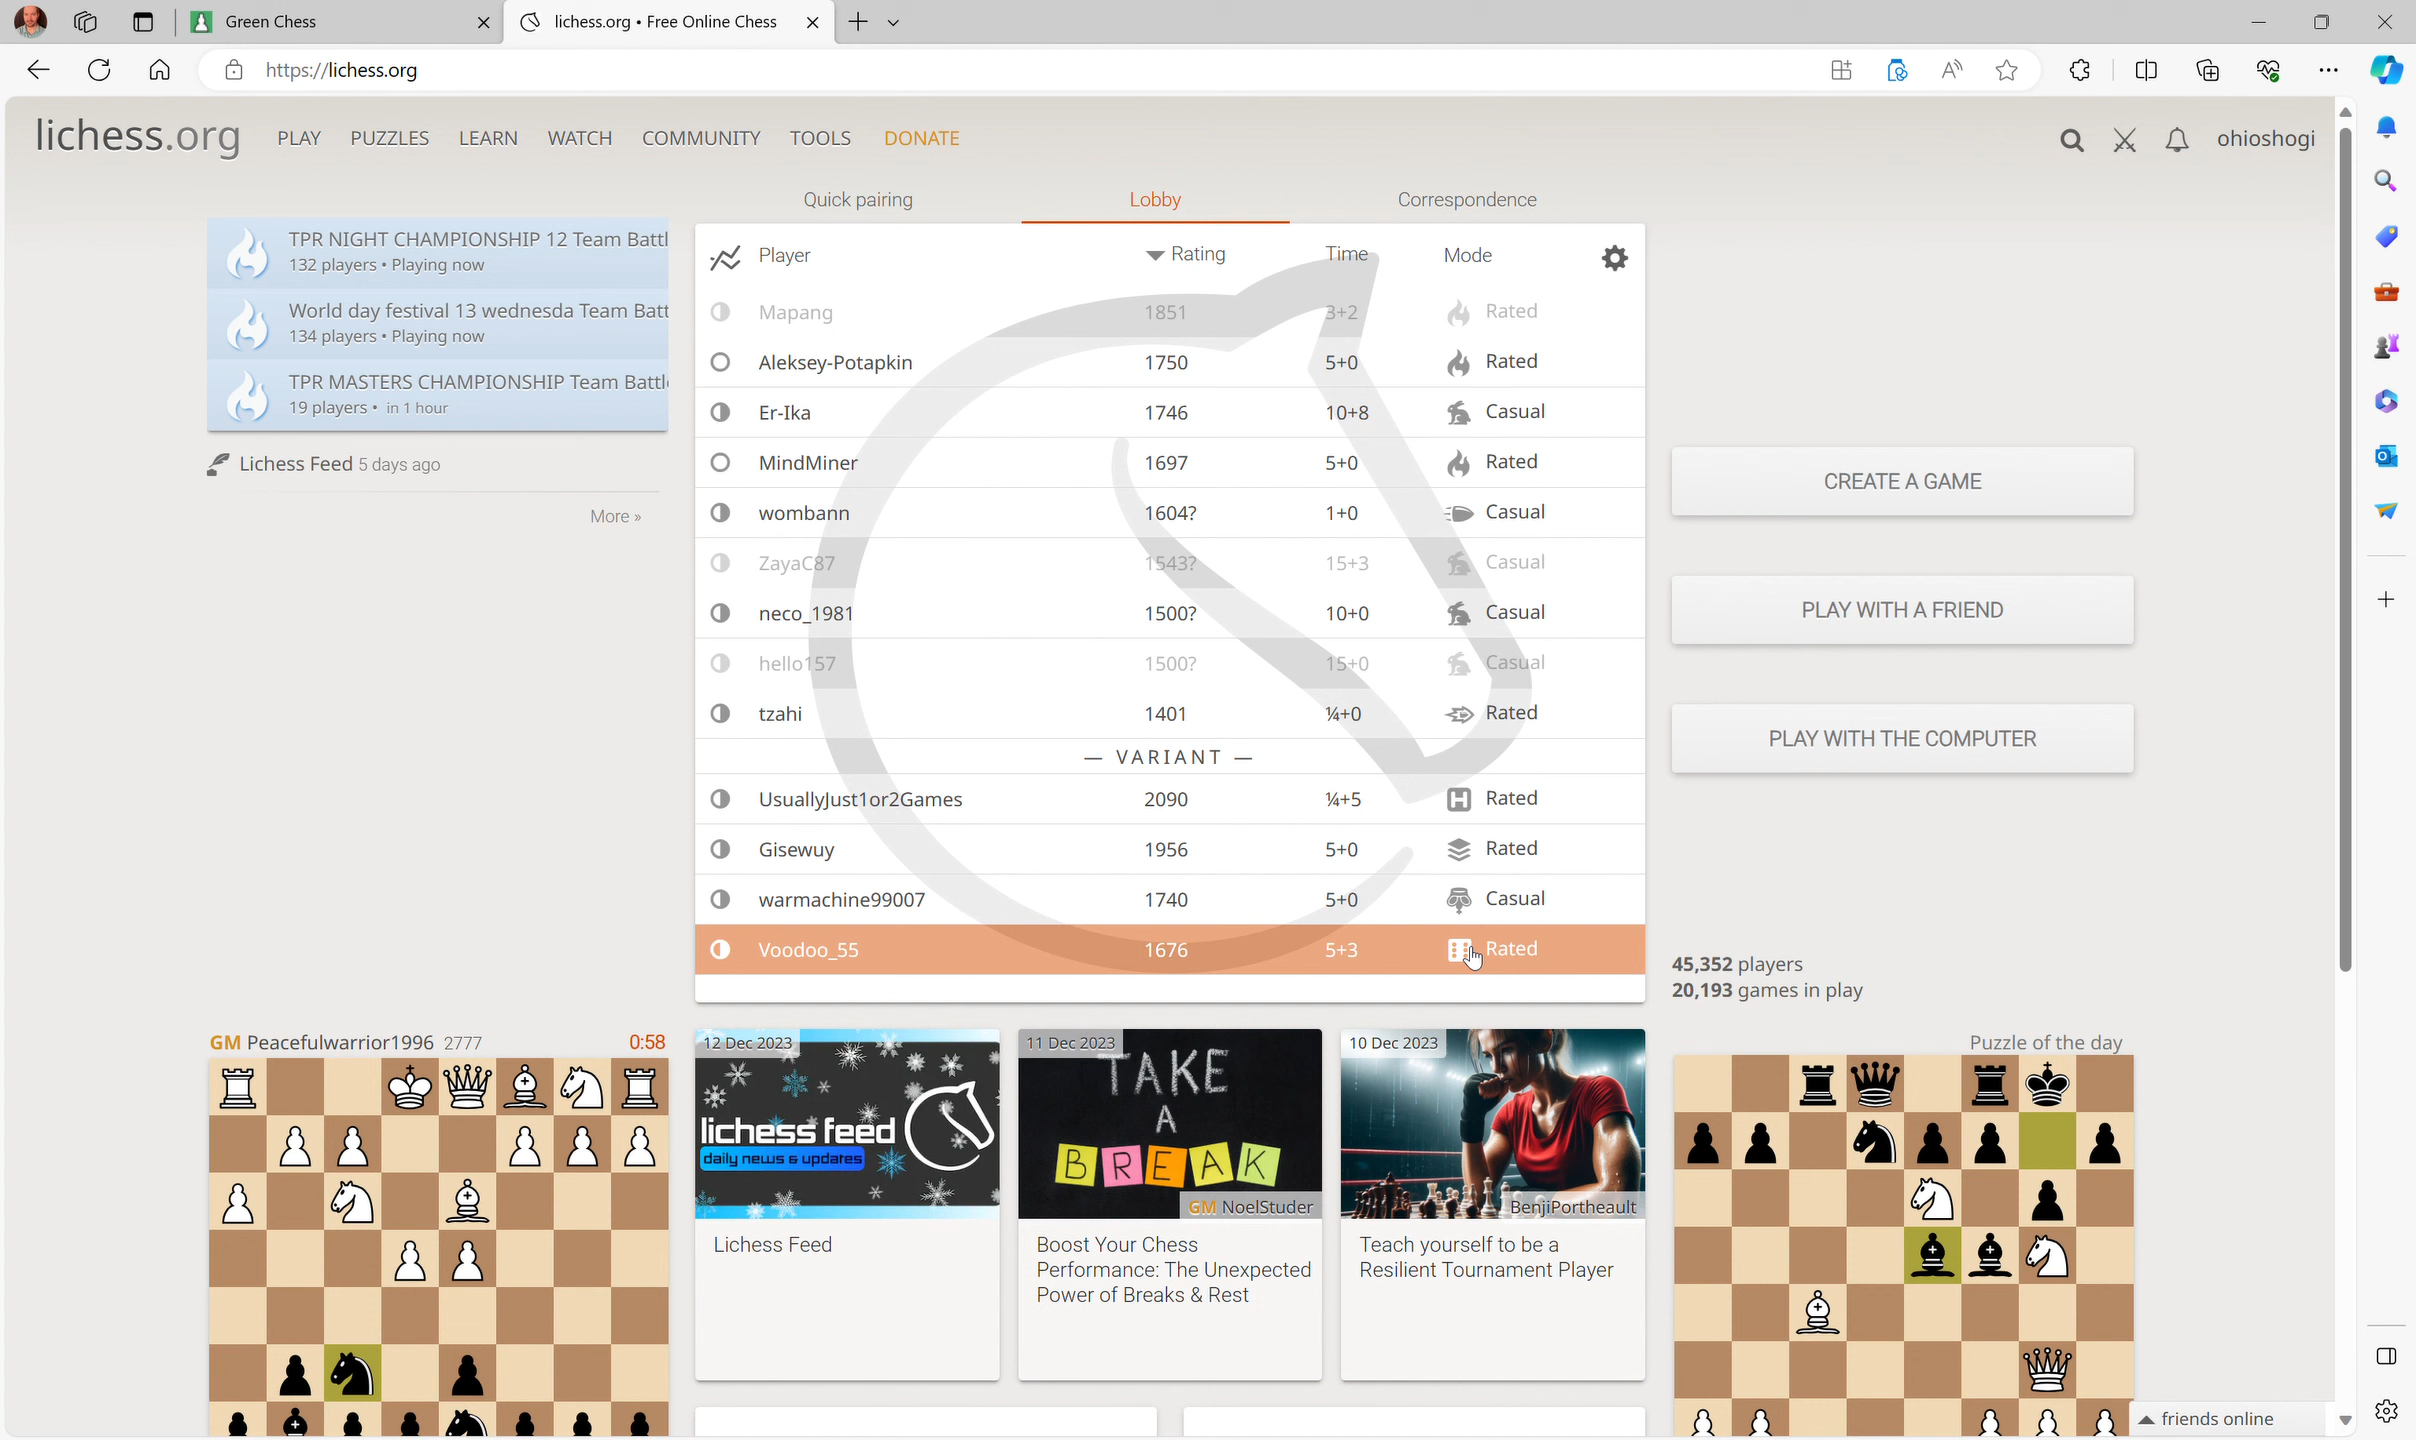 Green Chess
lichess.org • Free Online Chess
https://lichess.org
lichess.org
PLAY
PUZZLES
LEARN
WATCH
COMMUNITY
TOOLS
DONATE
ohioshogi
Quick pairing
Lobby
Correspondence
TPR NIGHT CHAMPIONSHIP 12 Team Battl
132 players • Playing now
World day festival 13 wednesda Team Batt
134 players • Playing now
TPR MASTERS CHAMPIONSHIP Team Battl
19 players • in 1 hour
Lichess Feed 5 days ago
More »
Player Rating Time Mode
Mapang 1851 3+2 Rated
Aleksey-Potapkin 1750 5+0 Rated
Er-Ika 1746 10+8 Casual
MindMiner 1697 5+0 Rated
wombann 1604? 1+0 Casual
ZayaC87 1543? 15+3 Casual
neco_1981 1500? 10+0 Casual
hello157 1500? 15+0 Casual
tzahi 1401 ¼+0 Rated
— VARIANT —
UsuallyJust1or2Games 2090 ¼+5 Rated
Gisewuy 1956 5+0 Rated
warmachine99007 1740 5+0 Casual
Voodoo_55 1676 5+3 Rated
CREATE A GAME
PLAY WITH A FRIEND
PLAY WITH THE COMPUTER
45,352 players
20,193 games in play
GM Peacefulwarrior1996 2777 0:58
12 Dec 2023
lichess feed
daily news & updates
Lichess Feed
11 Dec 2023
TAKE
A
BREAK
GM NoelStuder
Boost Your Chess
Performance: The Unexpected
Power of Breaks & Rest
10 Dec 2023
BenjiPortheault
Teach yourself to be a
Resilient Tournament Player
Puzzle of the day
friends online